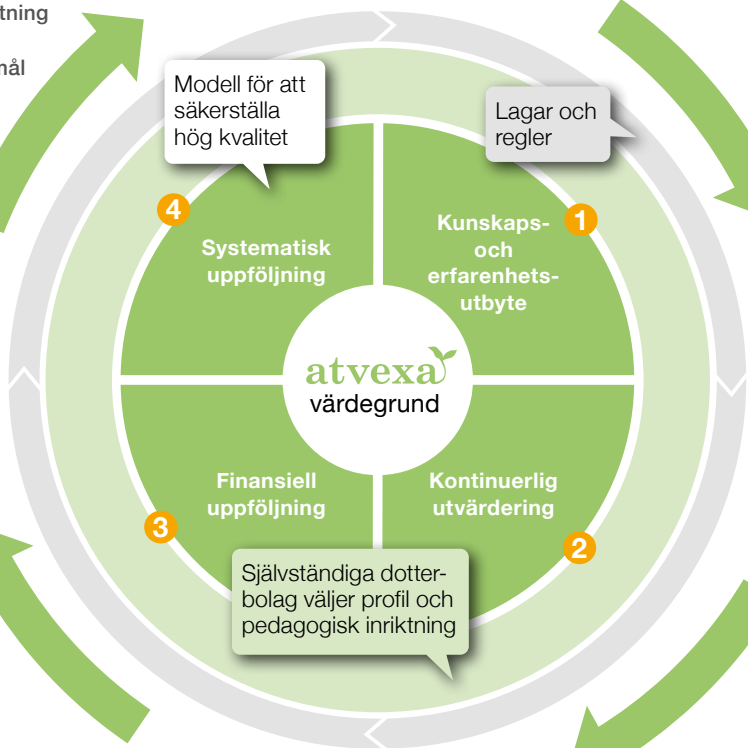 tning
mål
Modell för att
säkerställa
hög kvalitet
Lagar och
regler
4
1
Systematisk
uppföljning
Kunskaps-
och
erfarenhets-
utbyte
atvexa
värdegrund
Finansiell
uppföljning
Kontinuerlig
utvärdering
3
2
Självständiga dotter-
bolag väljer profil och
pedagogisk inriktning